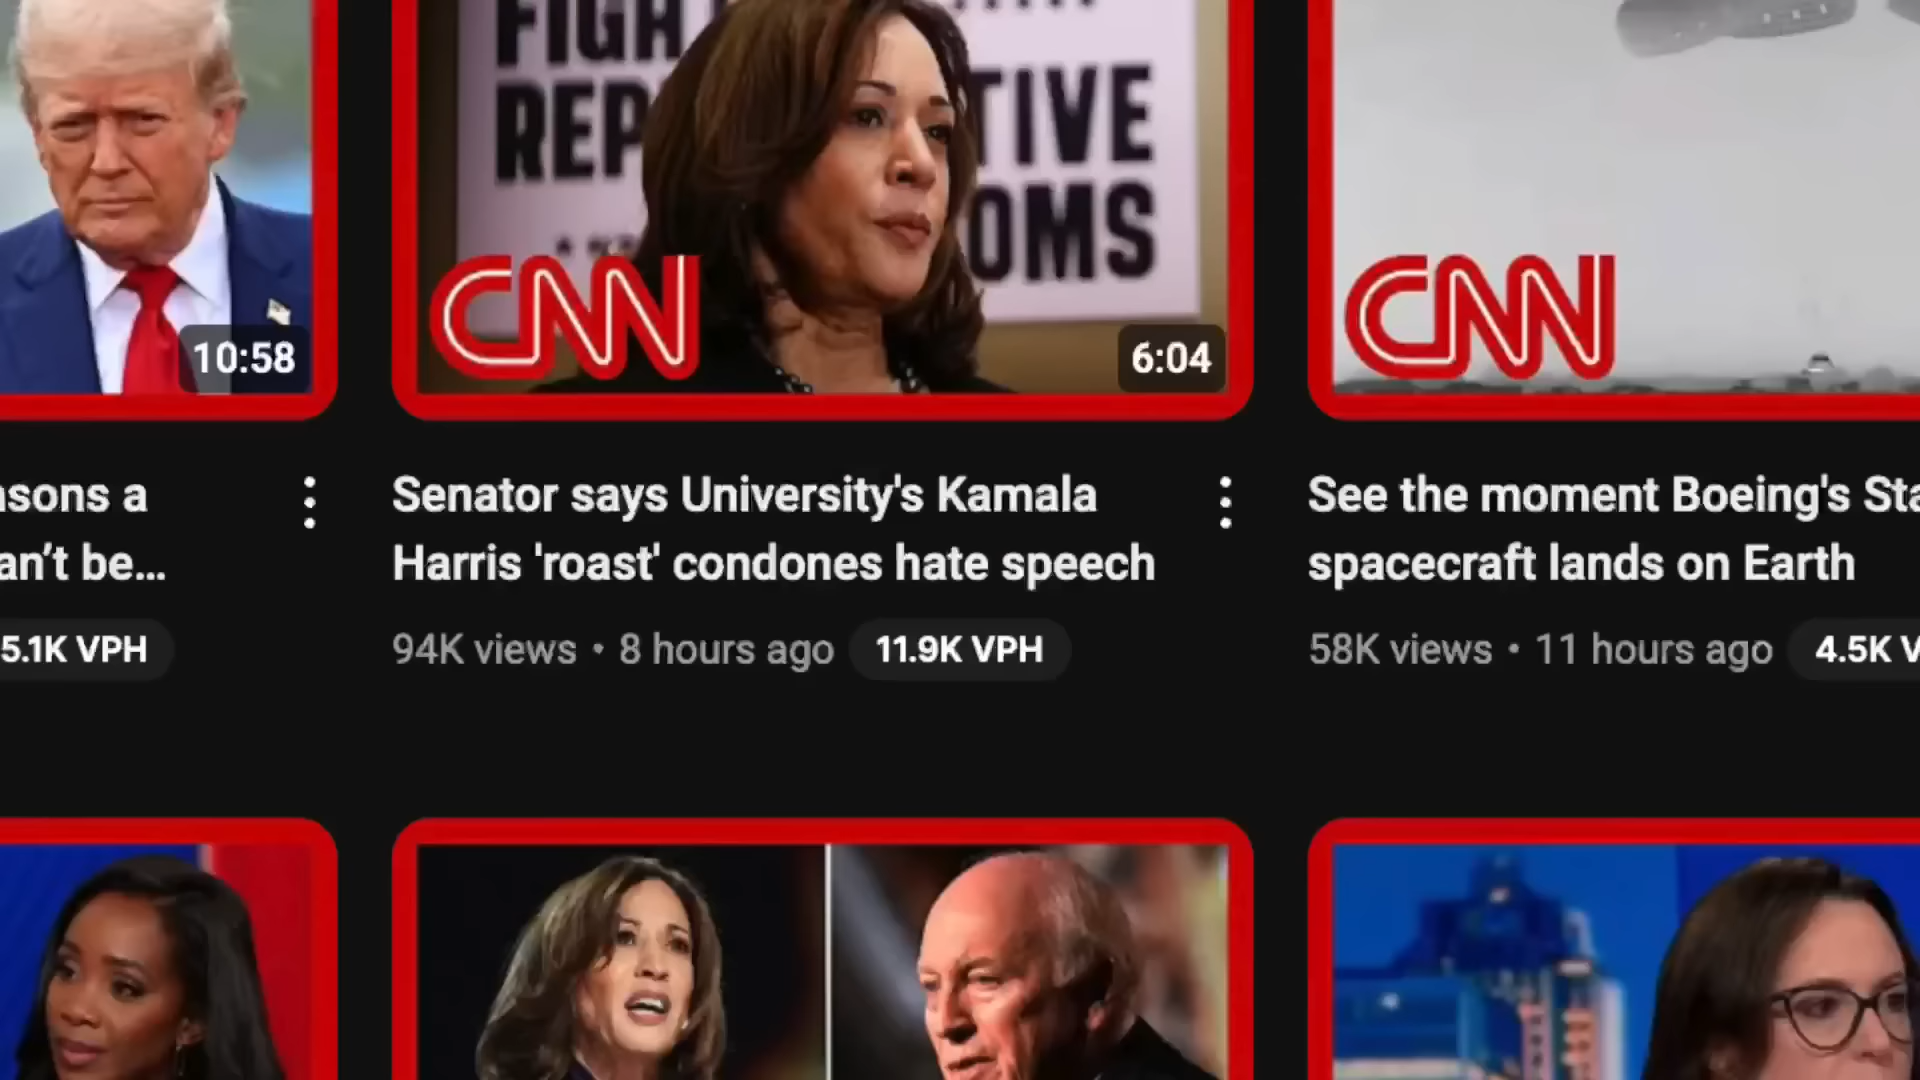 FIGH
REP TIVE
OMS
CNN
CNN
10:58
6:04
nsons a
an't be...
5.1K VPH
Senator says University's Kamala
Harris 'roast' condones hate speech
94K views • 8 hours ago 11.9K VPH
See the moment Boeing's Sta
spacecraft lands on Earth
58K views • 11 hours ago 4.5K V